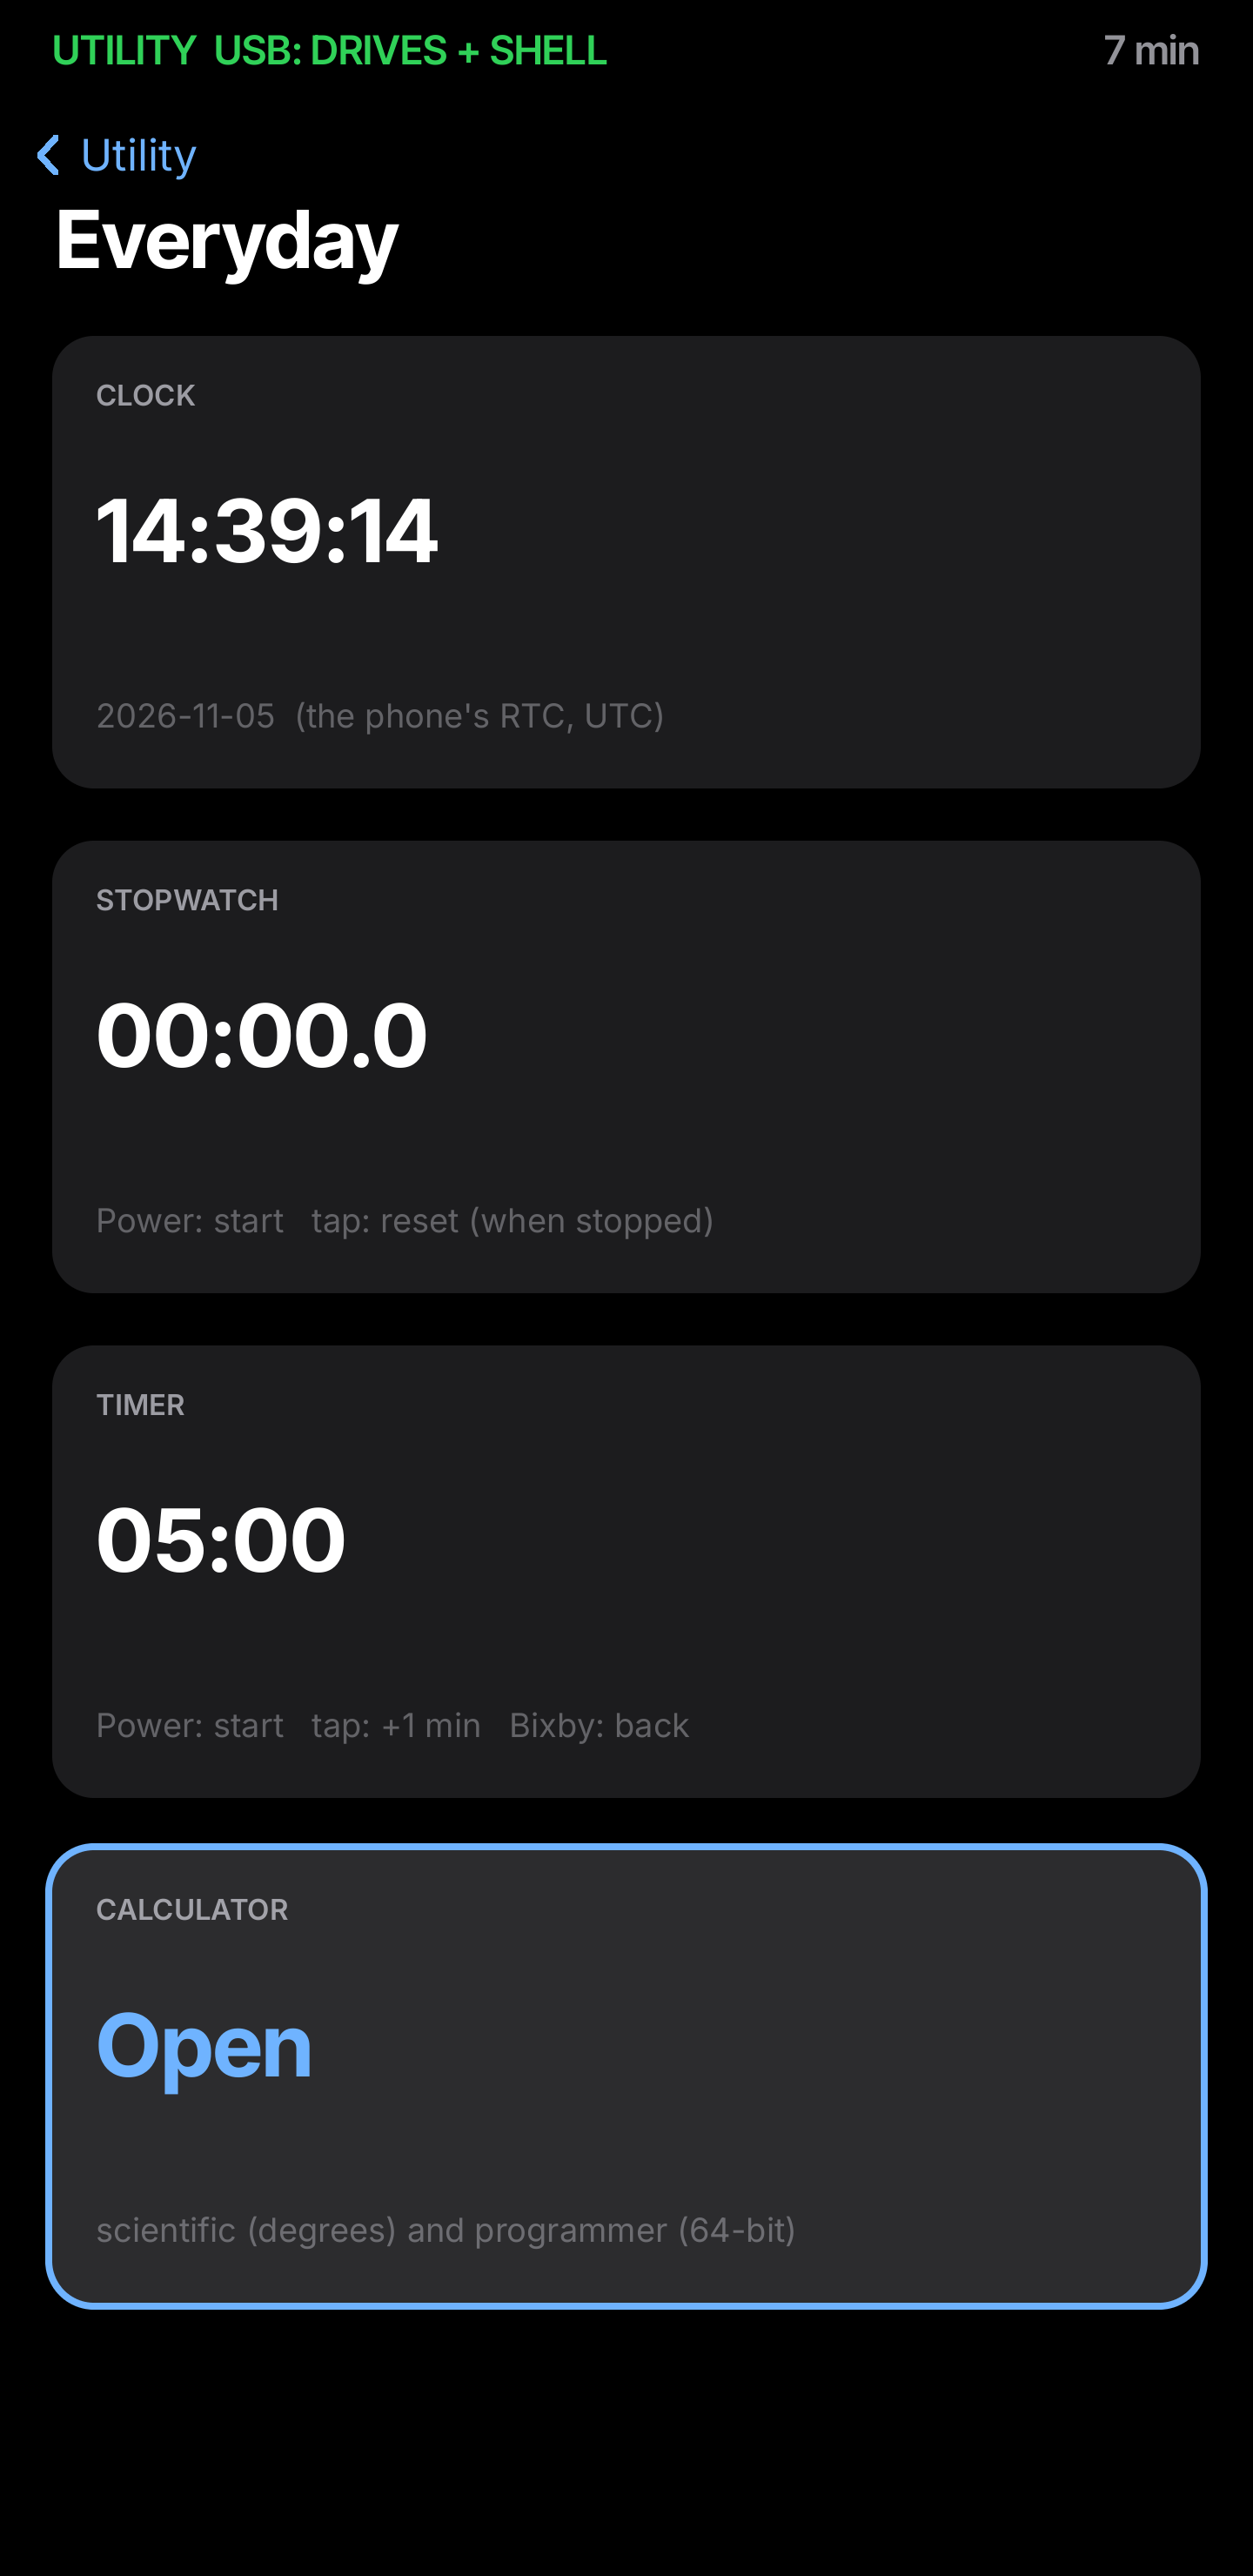 UTILITY USB: DRIVES + SHELL 7 min
Utility
Everyday
CLOCK
14:39:14
2026-11-05 (the phone's RTC, UTC)
STOPWATCH
00:00.0
Power: start tap: reset (when stopped)
TIMER
05:00
Power: start tap: +1 min Bixby: back
CALCULATOR
Open
scientific (degrees) and programmer (64-bit)